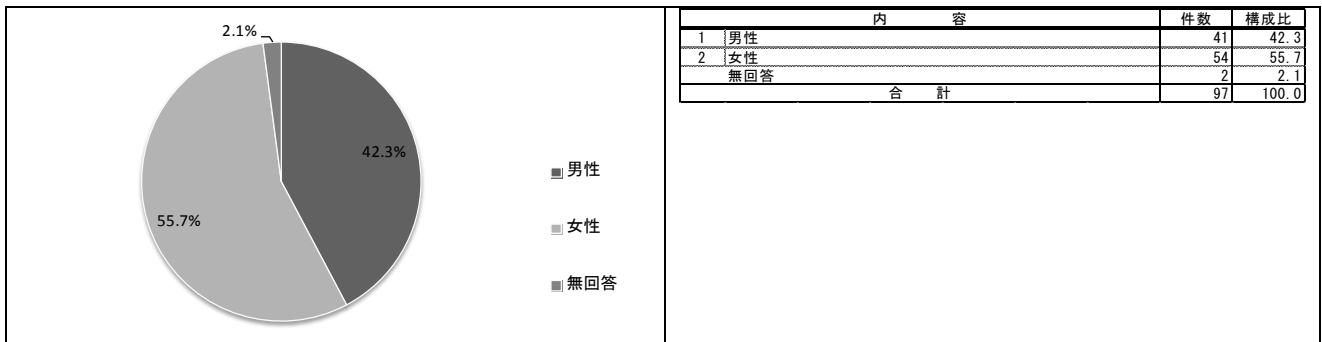 2.1%
42.3%
55.7%
男性
女性
無回答
内 容 件数 構成比
1 男性 41 42.3
2 女性 54 55.7
無回答 2 2.1
合 計 97 100.0